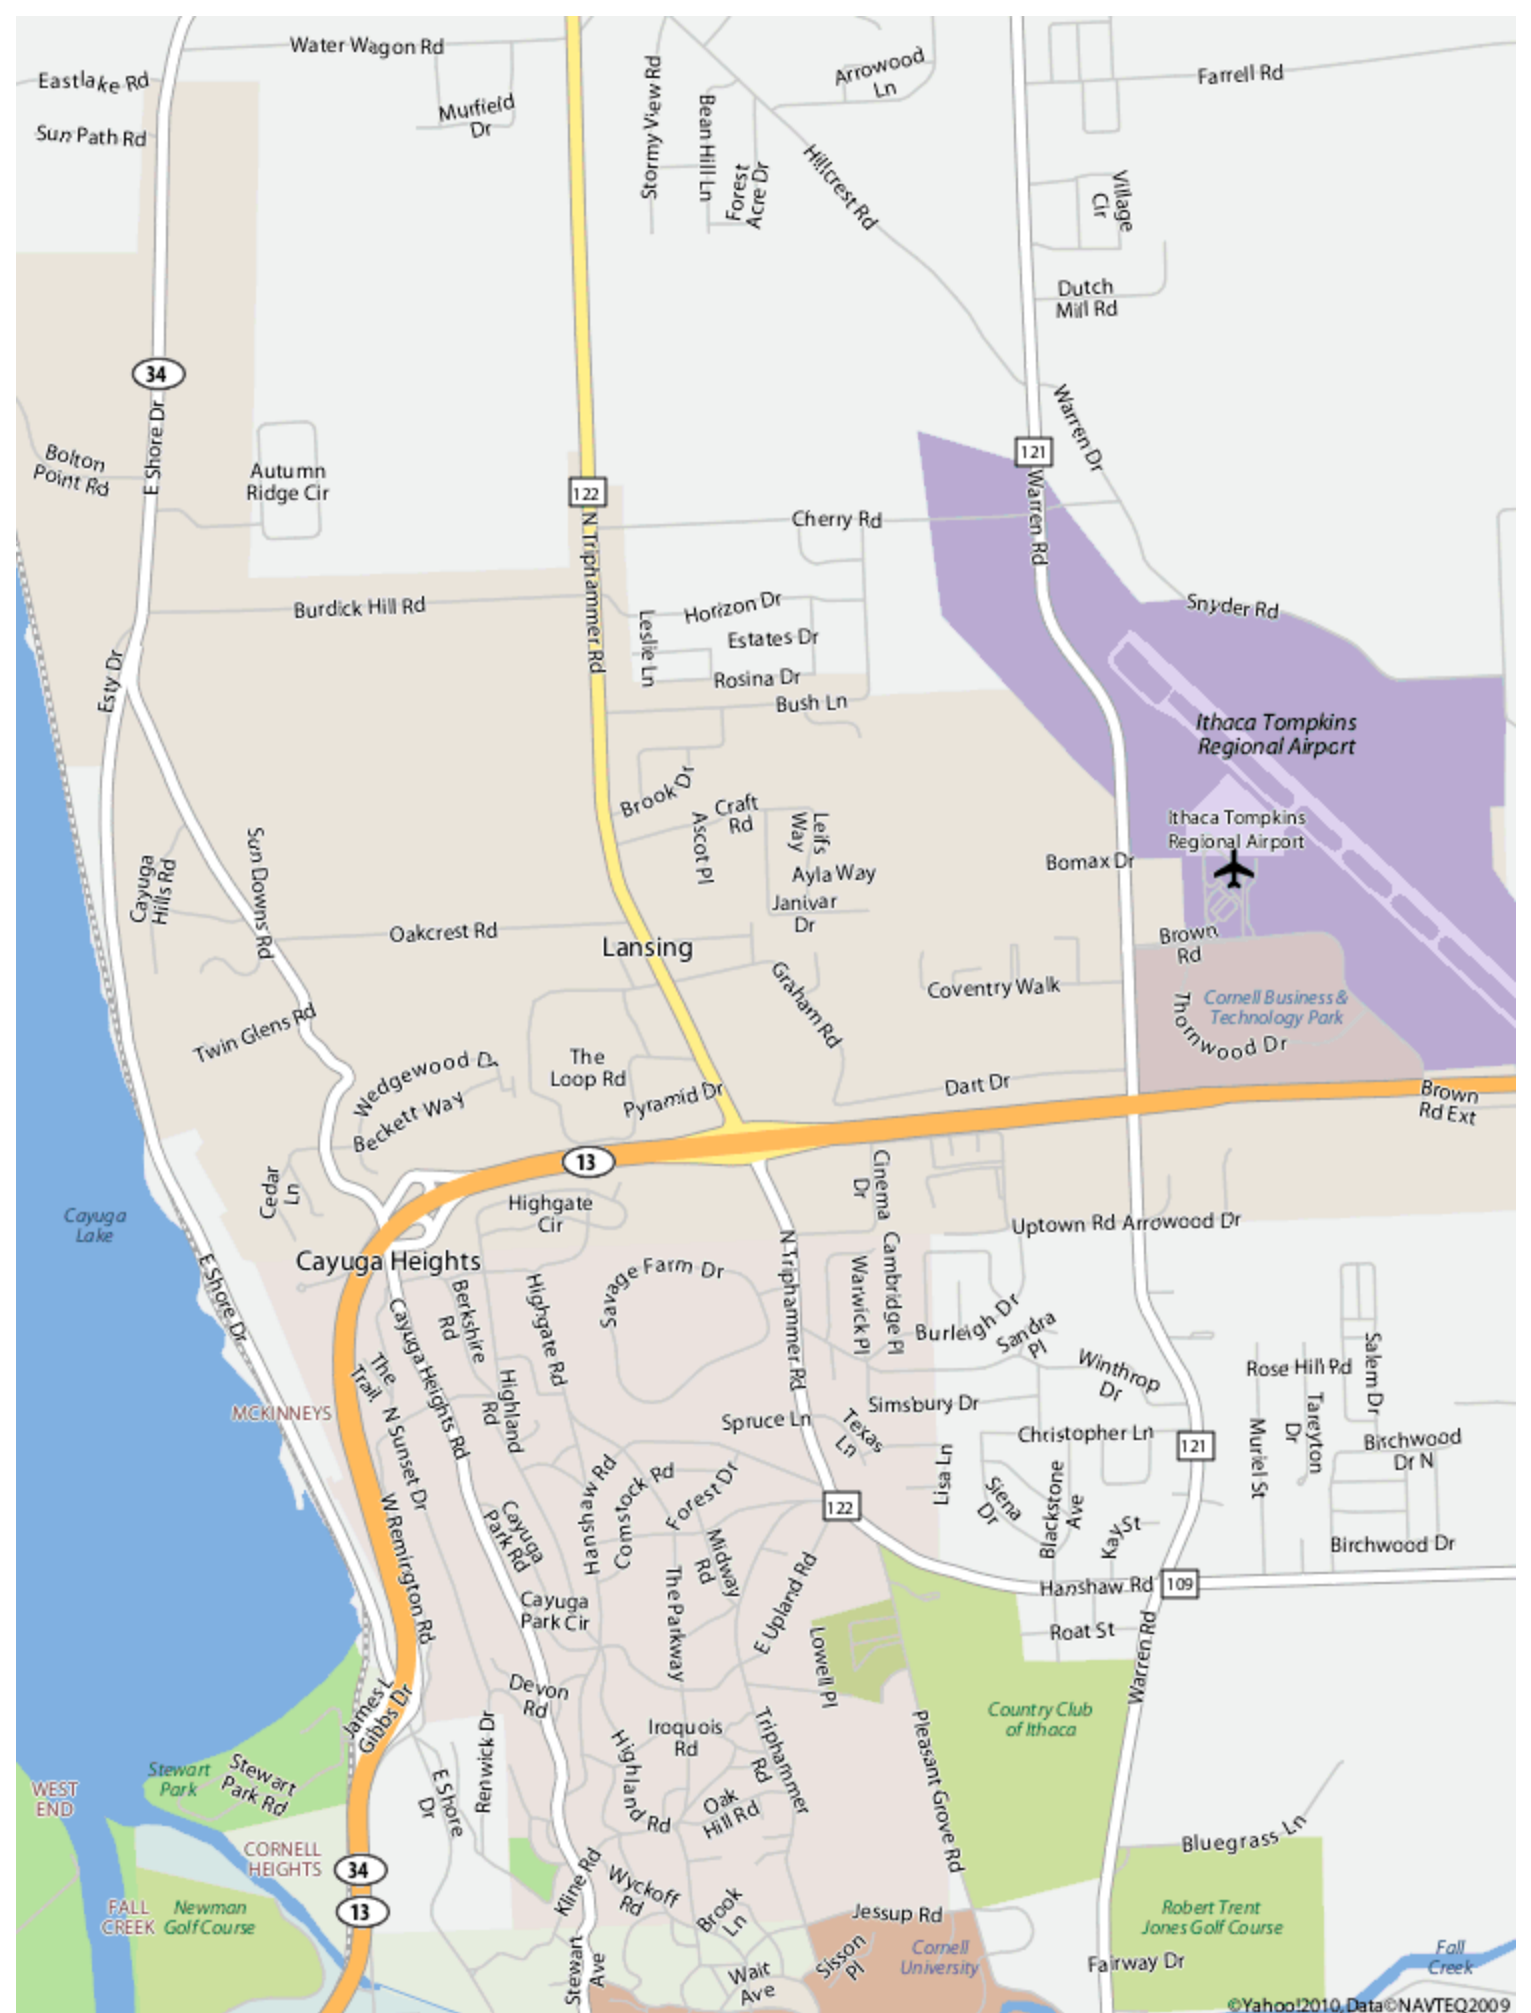 Water Wagon Rd
Eastlake Rd
Murfield
Dr
Sun Path Rd
Stormy View Rd
Bean Hill Ln
Forest
Acre Dr
Arrowood
Ln
Hillcrest Rd
Farrell Rd
Village
Cir
Dutch
Mill Rd
34
E Shore Dr
Bolton
Point Rd
Autumn
Ridge Cir
122
N Triphammer Rd
Cherry Rd
121
Warren Rd
Warren Dr
Burdick Hill Rd
Leslie Ln
Horizon Dr
Estates Dr
Rosina Dr
Bush Ln
Snyder Rd
Esty Dr
Ithaca Tompkins
Regional Airport
Brook Dr
Craft
Rd
Ascot Pl
Leifs
Way
Ayla Way
Janivar
Dr
Bomax Dr
Ithaca Tompkins
Regional Airport
Cayuga
Hills Rd
Sun Downs Rd
Oakcrest Rd
Lansing
Brown
Rd
Graham Rd
Coventry Walk
Thornwood Dr
Cornell Business &
Technology Park
Twin Glens Rd
Wedgewood Dr
Beckett Way
The
Loop Rd
Pyramid Dr
Dart Dr
Brown
Rd Ext
13
Cedar
Ln
Highgate
Cir
Cinema
Dr
Uptown Rd
Arrowood Dr
Cayuga
Lake
Cayuga Heights
E Shore Dr
Savage Farm Dr
N Triphammer Rd
Warwick Pl
Cambridge Pl
Berkshire
Rd
Highgate Rd
Cayuga Heights Rd
Burleigh Dr
Sandra
Pl
Winthrop
Dr
The
Trail
Highland
Rd
Rose Hill Rd
Salem Dr
MCKINNEYS
N Sunset Dr
Spruce Ln
Texas
Ln
Simsbury Dr
Christopher Ln
121
Muriel St
Tareyton
Dr
Birchwood
Dr N
Hanshaw Rd
Comstock Rd
Forest Dr
Lisa Ln
Siena
Dr
Blackstone
Ave
Kay St
122
W Remington Rd
Cayuga
Park Rd
Midway
Rd
Birchwood Dr
Cayuga
Park Cir
The Parkway
E Upland Rd
Hanshaw Rd
109
Roat St
Lowell Pl
Warren Rd
James L
Gibbs Dr
Devon
Rd
Country Club
of Ithaca
Pleasant Grove Rd
Iroquois
Rd
Triphammer
Rd
Highland Rd
Oak
Hill Rd
Renwick Dr
E Shore
Dr
Stewart
Park
Stewart
Park Rd
WEST
END
CORNELL
HEIGHTS
34
Bluegrass Ln
Kline Rd
Wyckoff
Rd
Brook
Ln
FALL
CREEK
Newman
Golf Course
13
Jessup Rd
Robert Trent
Jones Golf Course
Stewart
Ave
Wait
Ave
Sisson
Pl
Cornell
University
Fairway Dr
Fall
Creek
©Yahoo!2010, Data©NAVTEQ2009